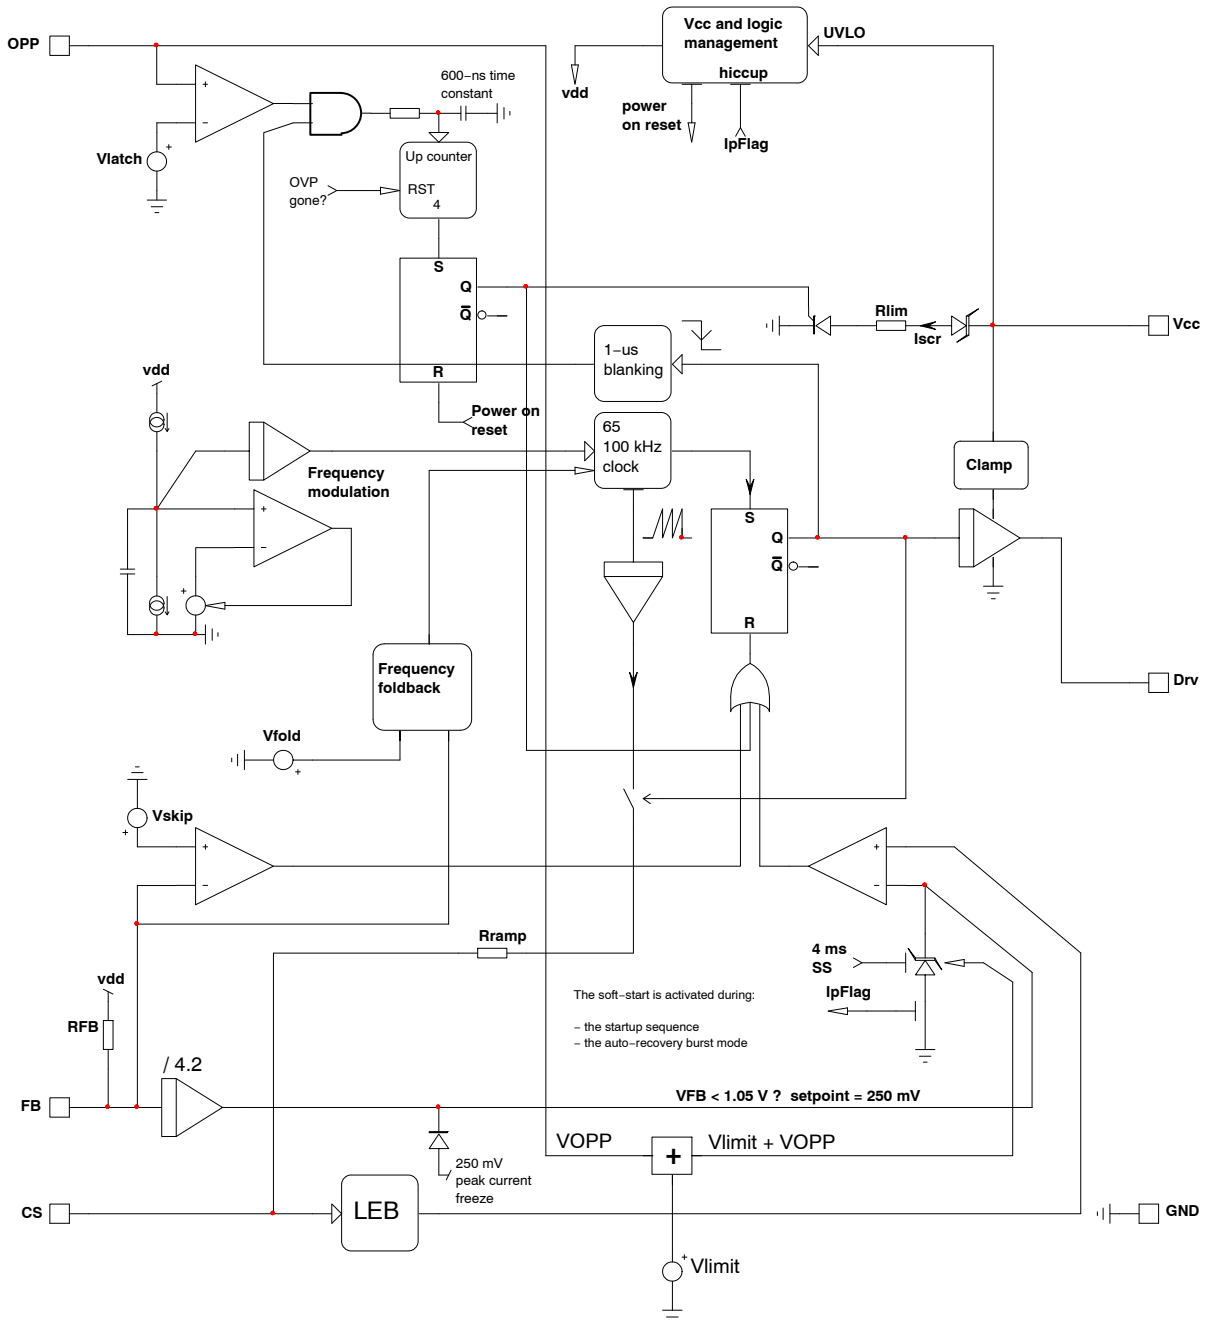 OPP
Vcc and logic
management
hiccup
UVLO
vdd
power
on reset
IpFlag
600−ns time
constant
+
−
Vlatch
+
Up counter
RST
4
OVP
gone?
S
Q
Q
R
Power on
reset
Rlim
Iscr
Vcc
1−us
blanking
vdd
65
100 kHz
clock
Frequency
modulation
+
−
+
Clamp
S
Q
Q
R
Frequency
foldback
Drv
Vfold
+
Vskip
+
+
−
+
−
Rramp
4 ms
SS
IpFlag
vdd
RFB
The soft−start is activated during:
− the startup sequence
− the auto−recovery burst mode
/ 4.2
FB
VFB < 1.05 V ? setpoint = 250 mV
VOPP
+
Vlimit + VOPP
250 mV
peak current
freeze
CS
LEB
GND
+
Vlimit